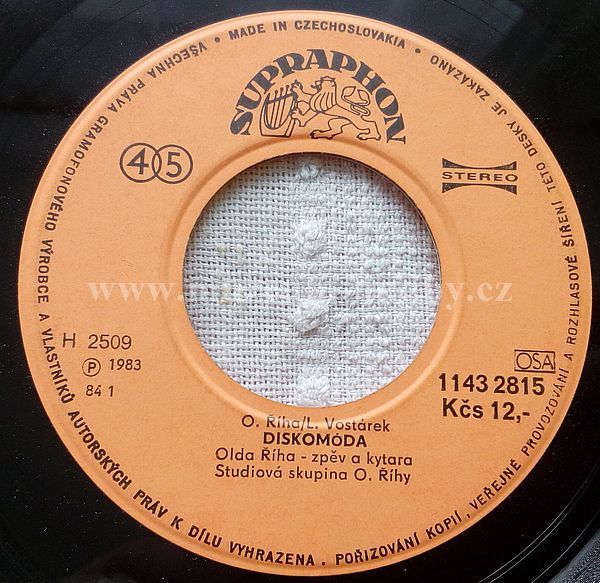 VŠECHNA PRÁVA GRAMOFONOVÉHO VÝROBCE A VLASTNÍKŮ AUTORSKÝCH PRÁV K DÍLU VYHRAZENA. POŘIZOVÁNÍ KOPIÍ, VEŘEJNÉ PROVOZOVÁNÍ A ROZHLASOVÉ ŠÍŘENÍ TÉTO DESKY JE ZAKÁZÁNO • MADE IN CZECHOSLOVAKIA •
SUPRAPHON
45
STEREO
H 2509
Ⓟ 1983
84 1
OSA
1143 2815
Kčs 12,-
O. Říha/L. Vostárek
DISKOMÓDA
Olda Říha - zpěv a kytara
Studiová skupina O. Říhy